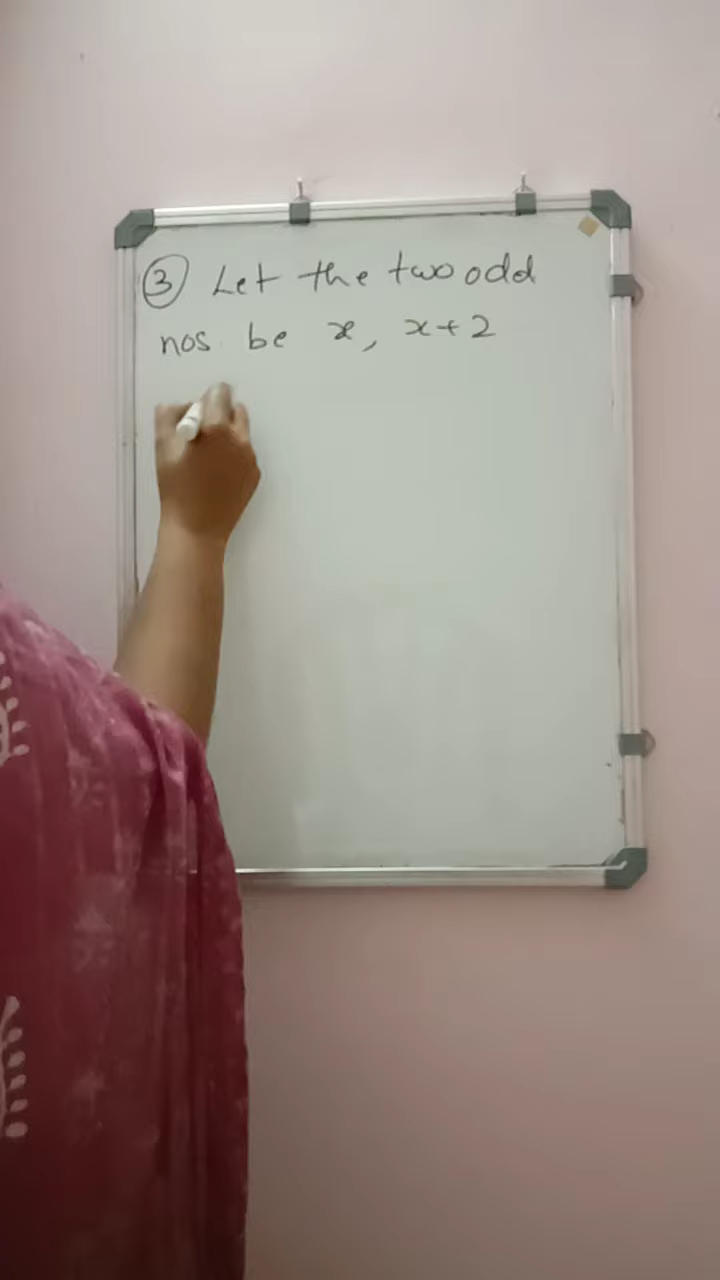 ③ Let the two odd
nos. be x, x+2